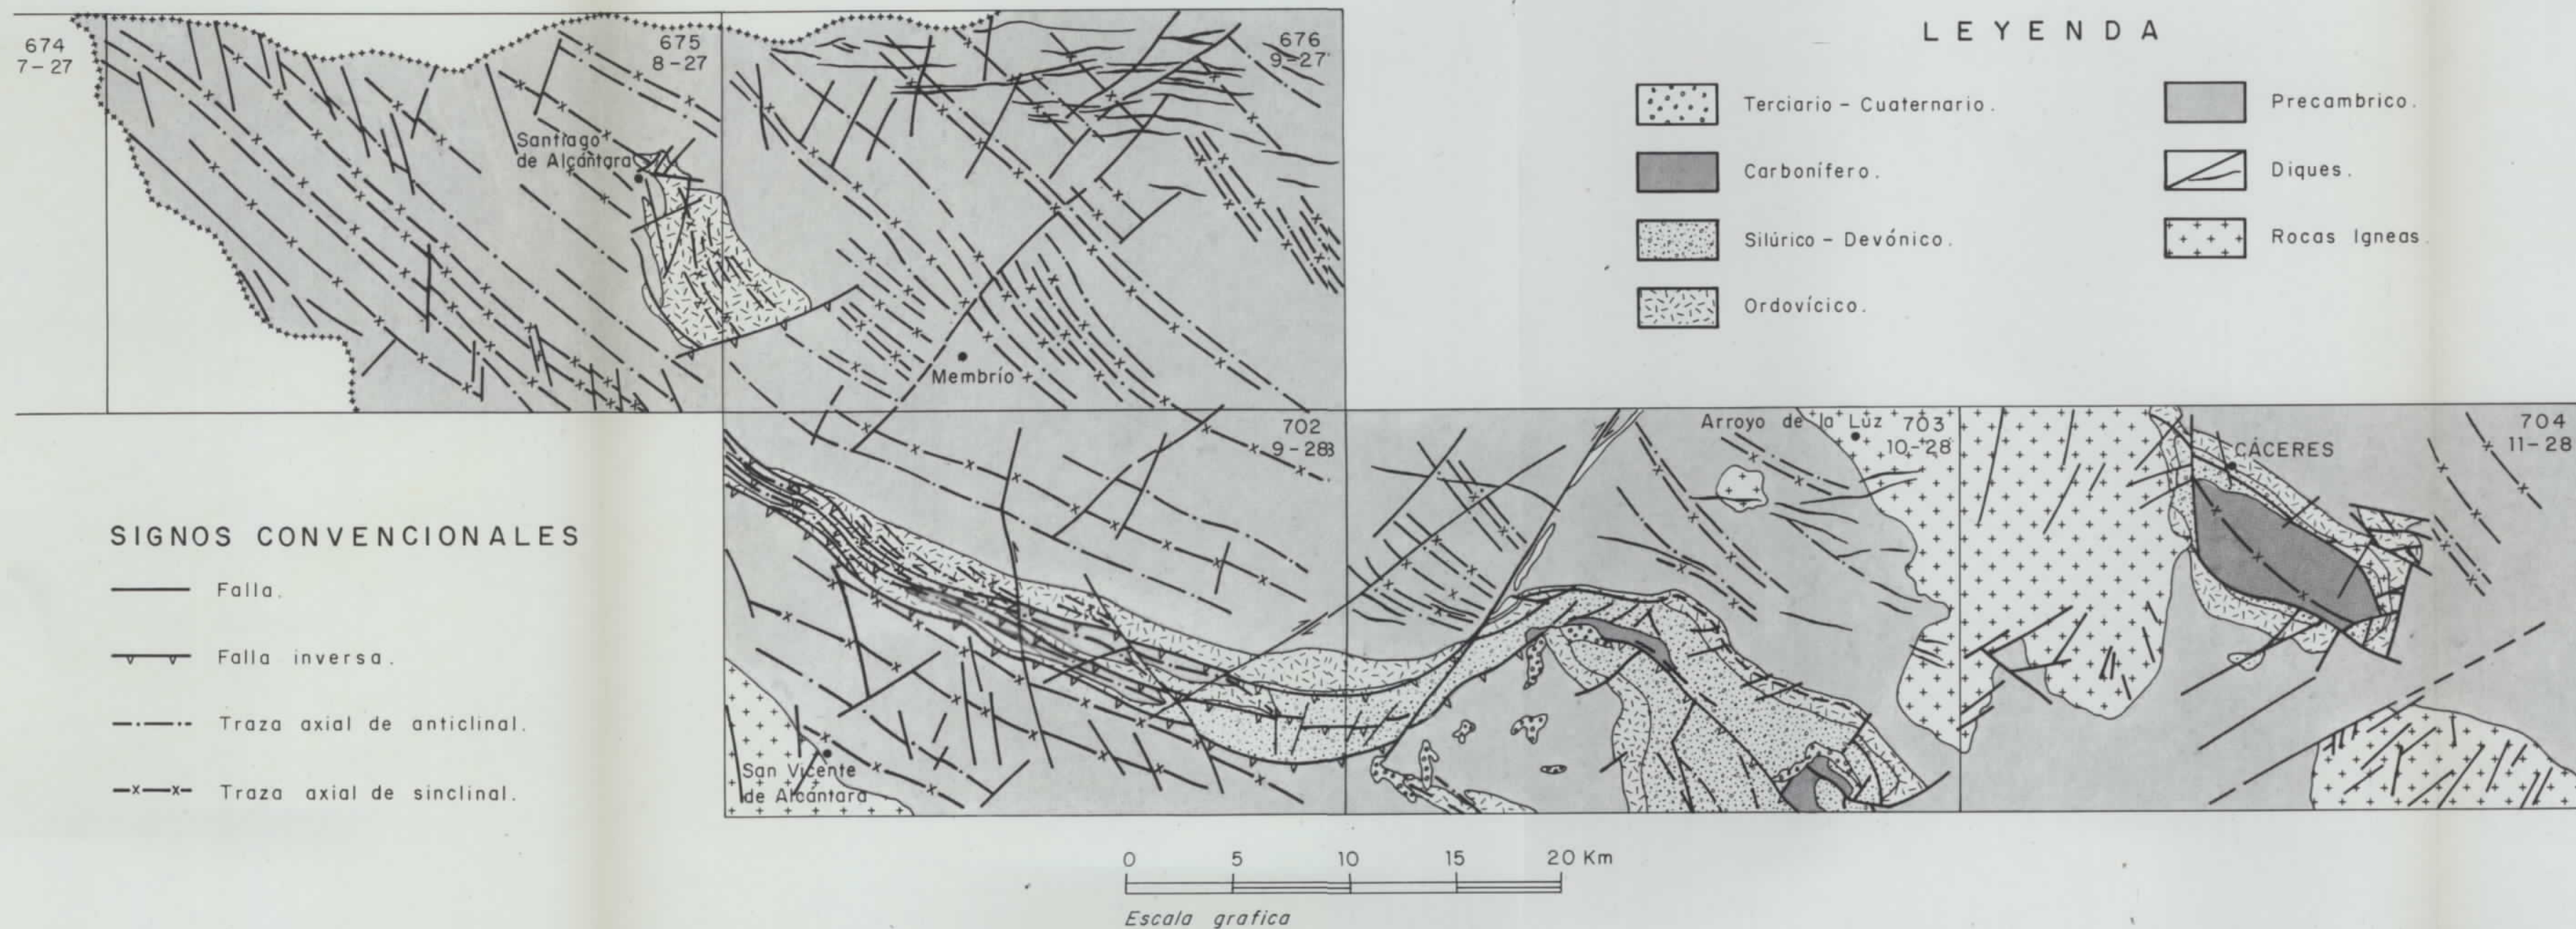 674
7-27
675
8-27
676
9-27
Santiago
de Alcántara
Membrío
LEYENDA
Terciario - Cuaternario.
Carbonífero.
Silúrico - Devónico.
Ordovícico.
Precambrico.
Diques.
Rocas Igneas.
702
9-28
Arroyo de la Lúz
703
10-28
CÁCERES
704
11-28
San Vicente
de Alcántara
SIGNOS CONVENCIONALES
Falla.
Falla inversa.
Traza axial de anticlinal.
Traza axial de sinclinal.
0 5 10 15 20 Km
Escala grafica